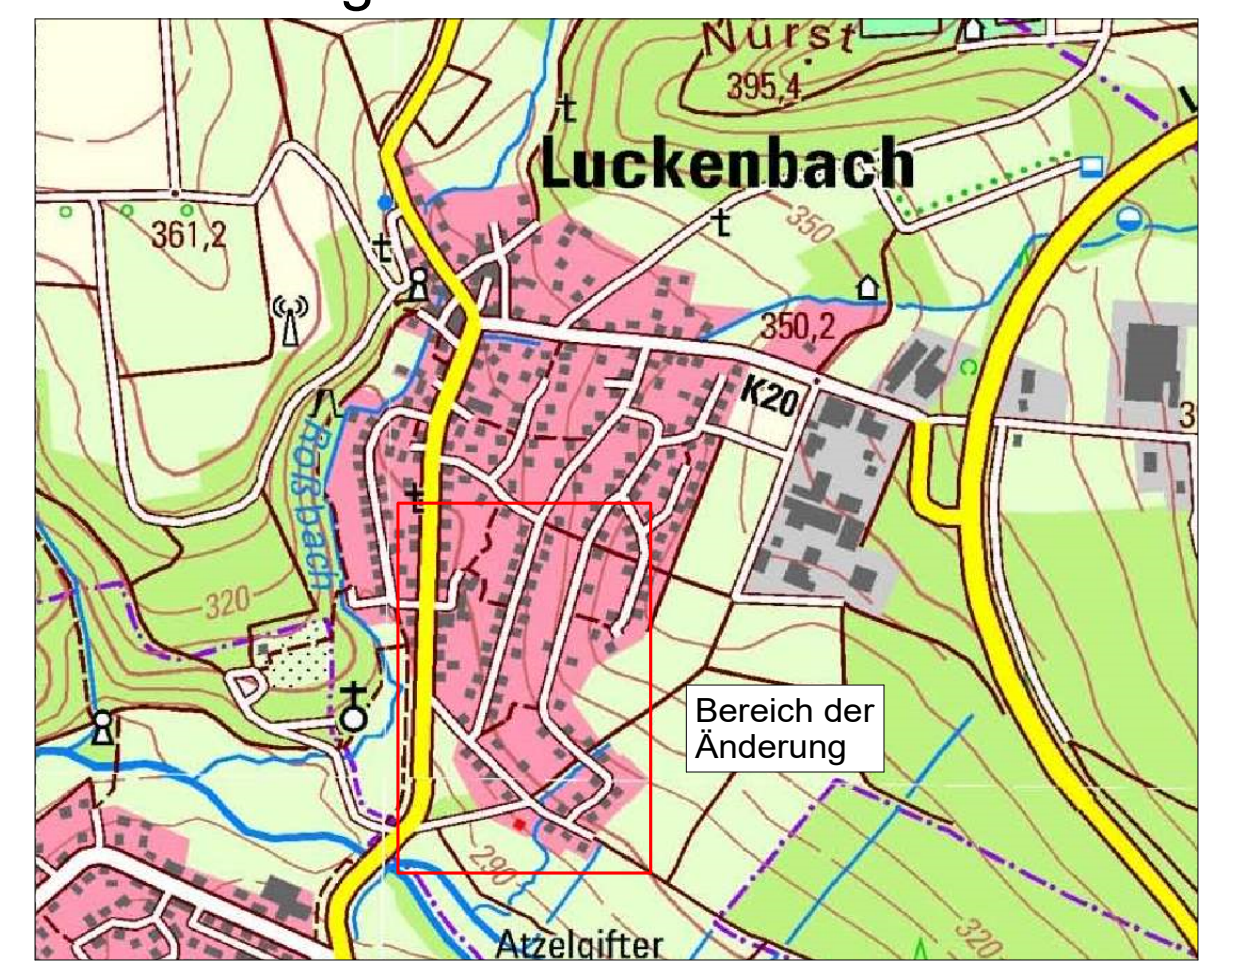 Nürst
395,4
Luckenbach
361,2
350
350,2
K20
Roßbach
320
Bereich der
Änderung
290
Atzelgifter
320